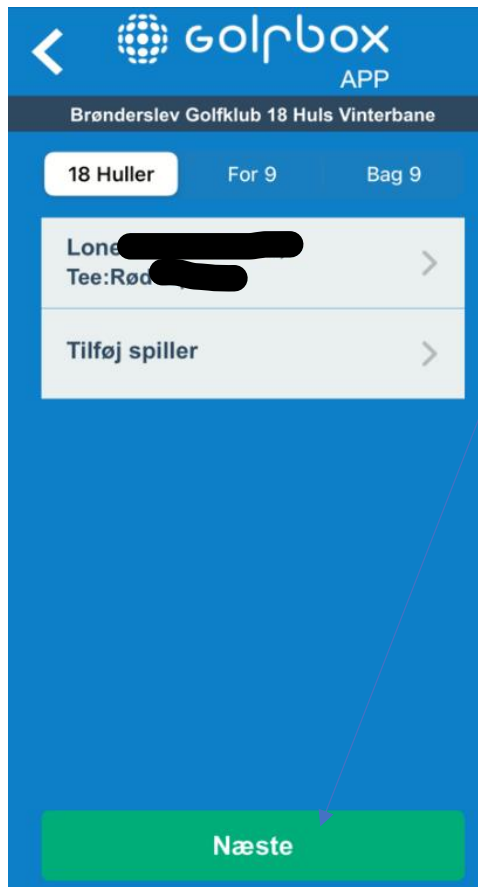 GOLFBOX
APP
Brønderslev Golfklub 18 Huls Vinterbane
18 Huller For 9 Bag 9
Lone
Tee:Rød
Tilføj spiller
Næste